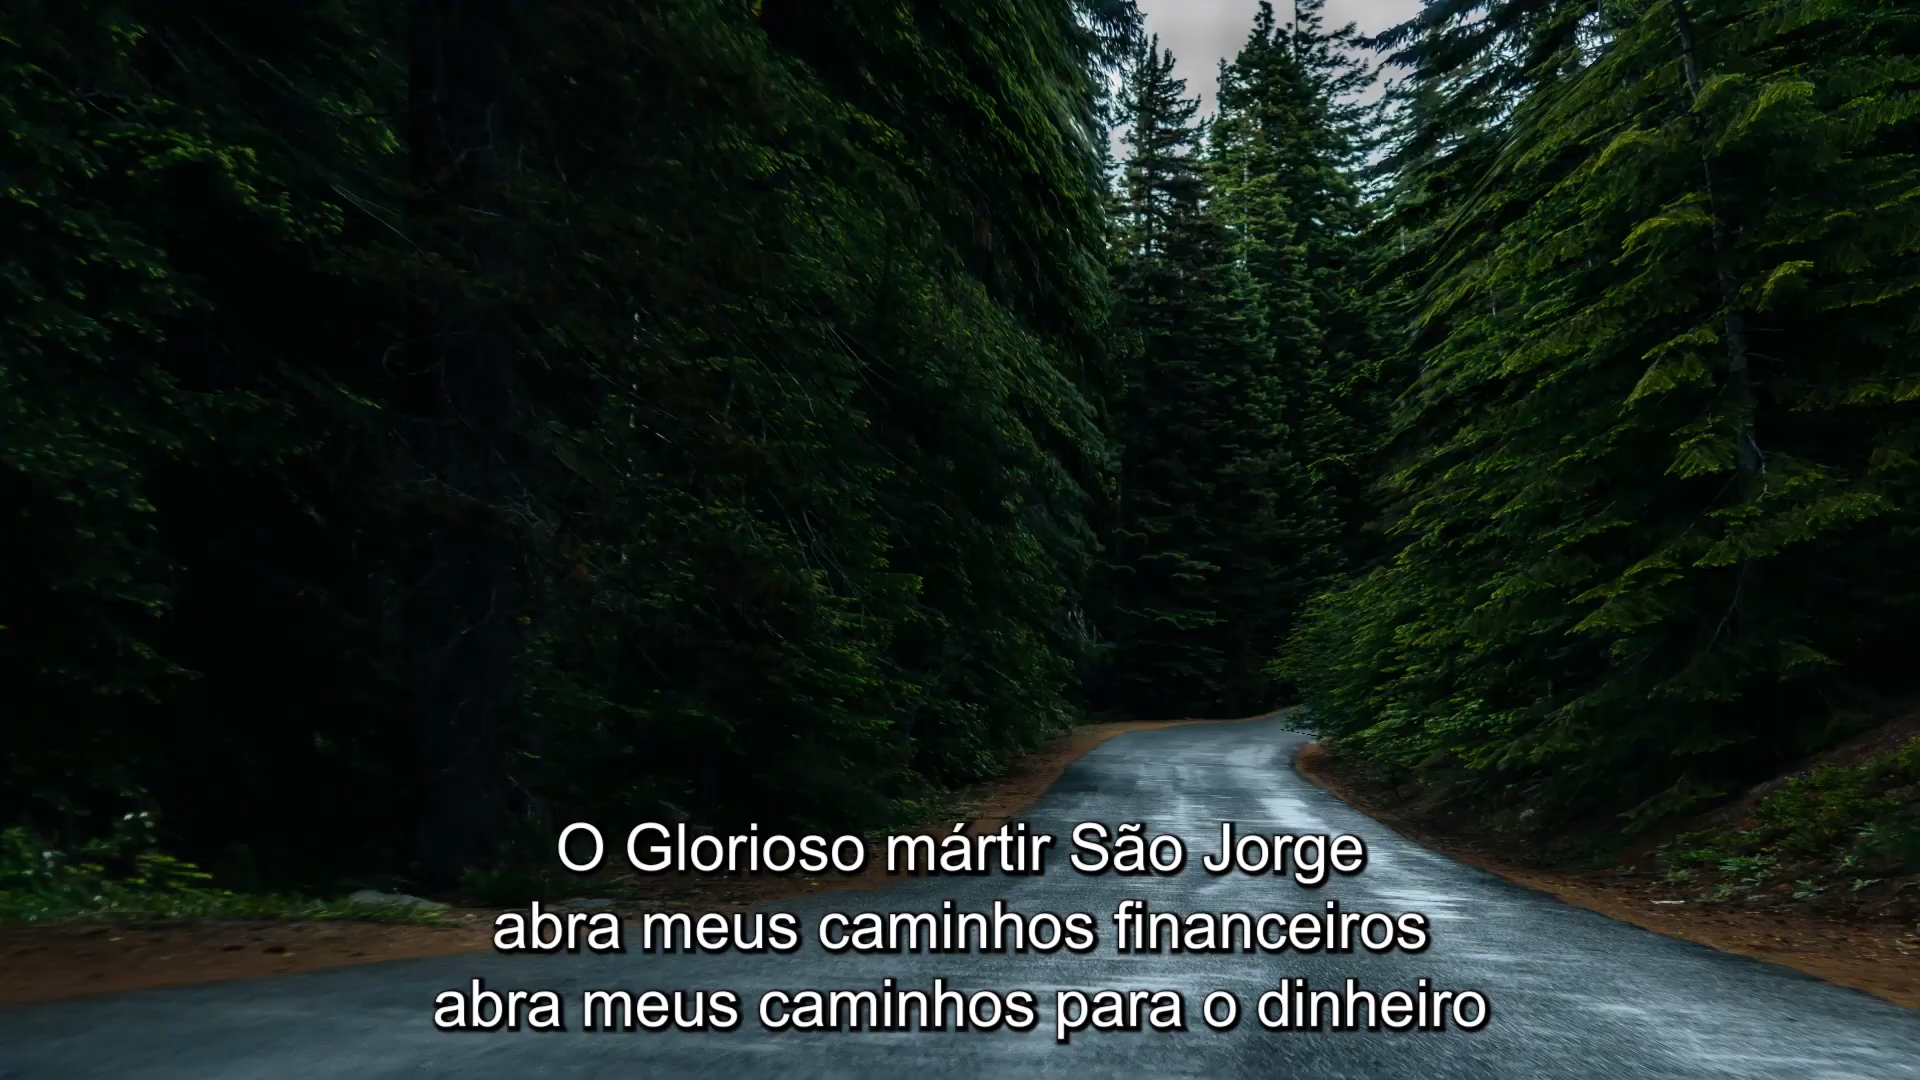 O Glorioso mártir São Jorge
abra meus caminhos financeiros
abra meus caminhos para o dinheiro